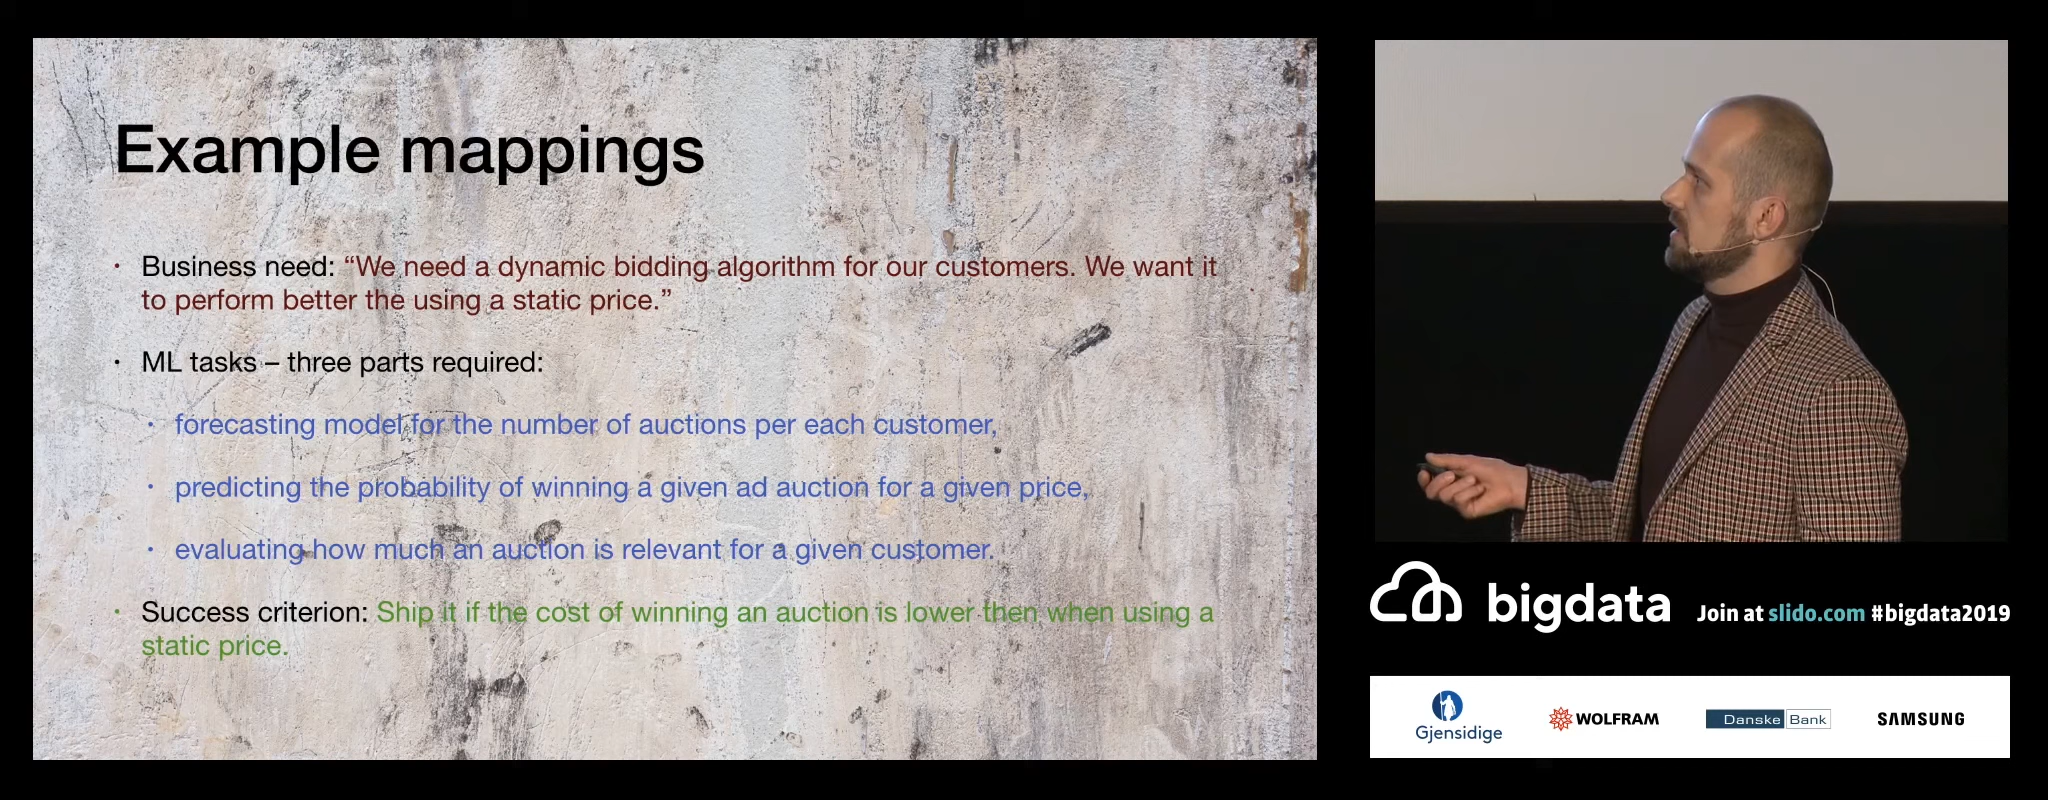 Example mappings
• Business need: “We need a dynamic bidding algorithm for our customers. We want it
to perform better the using a static price.”
• ML tasks – three parts required:
• forecasting model for the number of auctions per each customer,
• predicting the probability of winning a given ad auction for a given price,
• evaluating how much an auction is relevant for a given customer.
• Success criterion: Ship it if the cost of winning an auction is lower then when using a
static price.
bigdata
Join at slido.com #bigdata2019
Gjensidige
WOLFRAM
Danske Bank
SAMSUNG